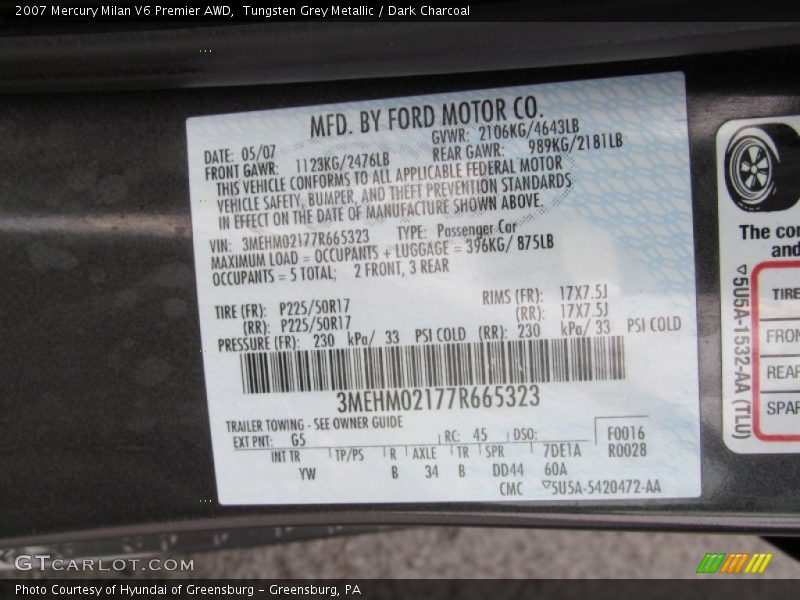 2007 Mercury Milan V6 Premier AWD,  Tungsten Grey Metallic / Dark Charcoal
MFD. BY FORD MOTOR CO.
DATE: 05/07 GVWR: 2106KG/4643LB
FRONT GAWR: 1123KG/2476LB REAR GAWR: 989KG/2181LB
THIS VEHICLE CONFORMS TO ALL APPLICABLE FEDERAL MOTOR
VEHICLE SAFETY, BUMPER, AND THEFT PREVENTION STANDARDS
IN EFFECT ON THE DATE OF MANUFACTURE SHOWN ABOVE.
VIN: 3MEHM02177R665323 TYPE: Passenger Car
MAXIMUM LOAD = OCCUPANTS + LUGGAGE = 396KG/ 875LB
OCCUPANTS = 5 TOTAL; 2 FRONT, 3 REAR
TIRE (FR): P225/50R17 RIMS (FR): 17X7.5J
(RR): P225/50R17 (RR): 17X7.5J
PRESSURE (FR): 230 kPa/ 33 PSI COLD (RR): 230 kPa/ 33 PSI COLD
3MEHM02177R665323
TRAILER TOWING - SEE OWNER GUIDE
EXT PNT: G5 RC: 45 DSO: F0016
INT TR TP/PS R AXLE TR SPR 7DE1A R0028
YW B 34 B DD44 60A
CMC ▽5U5A-5420472-AA
The
and
▽5U5A-1532-AA (TLU)
TIRE
GTCARLOT.COM
Photo Courtesy of Hyundai of Greensburg – Greensburg, PA